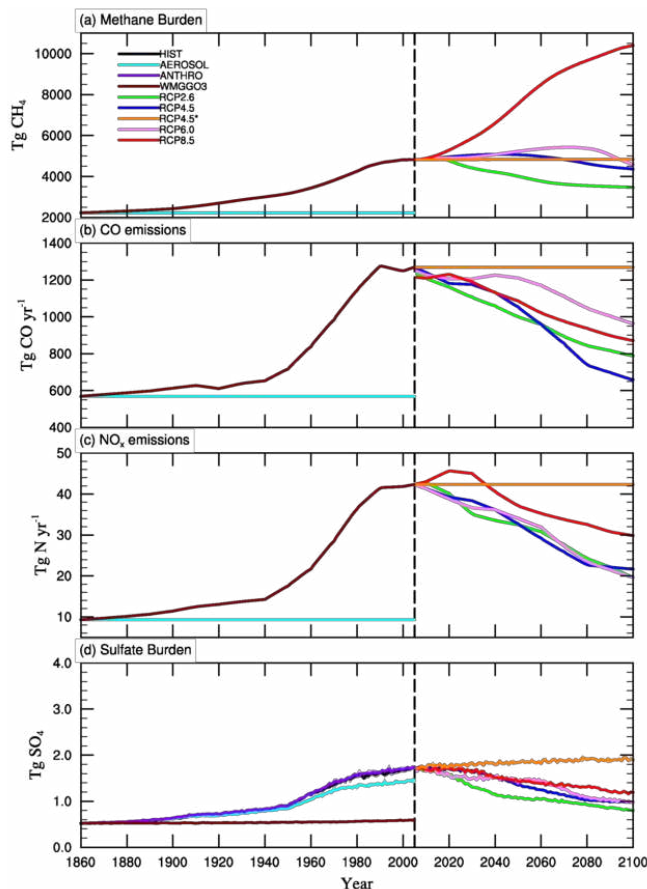 (a) Methane Burden
10000
8000
6000
4000
2000
Tg CH₄
HIST
AEROSOL
ANTHRO
WMGGO3
RCP2.6
RCP4.5
RCP4.5*
RCP6.0
RCP8.5
(b) CO emissions
1400
1200
1000
800
600
400
Tg CO yr⁻¹
(c) NOₓ emissions
50
40
30
20
10
Tg N yr⁻¹
(d) Sulfate Burden
4.0
3.0
2.0
1.0
0.0
Tg SO₄
1860 1880 1900 1920 1940 1960 1980 2000 2020 2040 2060 2080 2100
Year